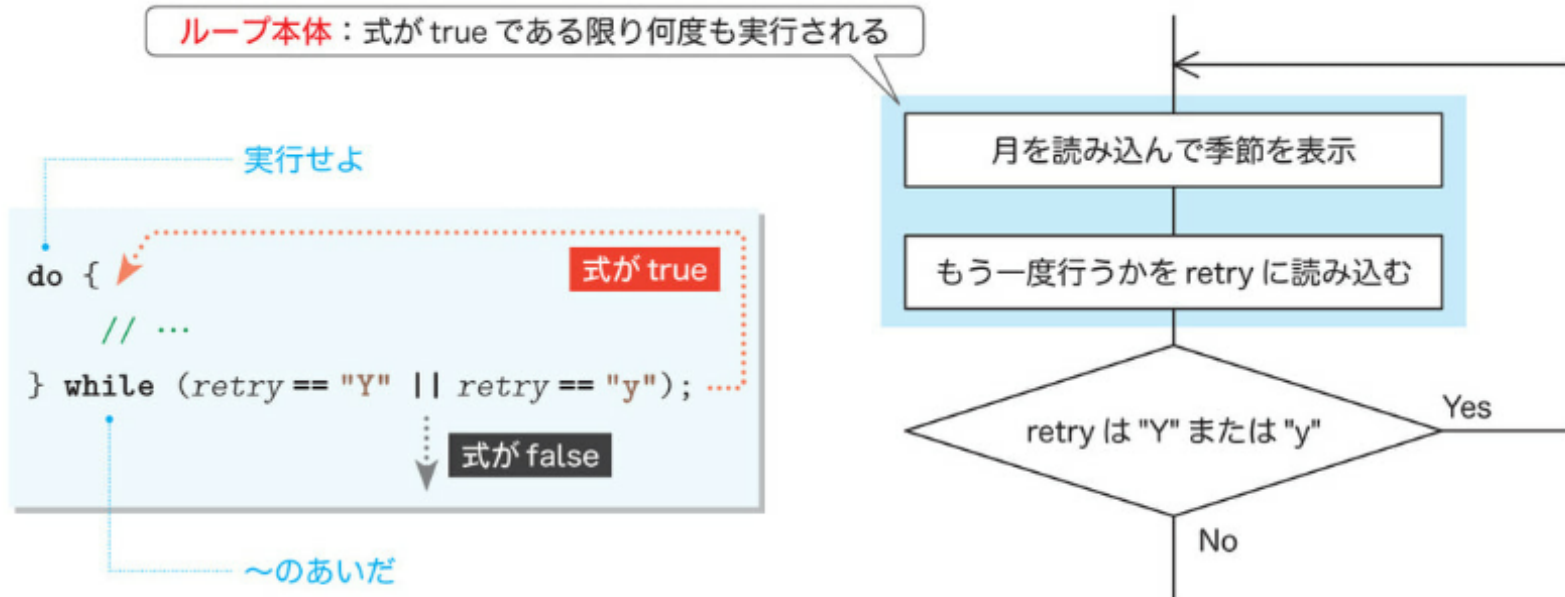 ループ本体：式が true である限り何度も実行される
実行せよ
do {
式が true
// …
} while (retry == "Y" || retry == "y");
式が false
～のあいだ
月を読み込んで季節を表示
もう一度行うかを retry に読み込む
retry は "Y" または "y"
Yes
No